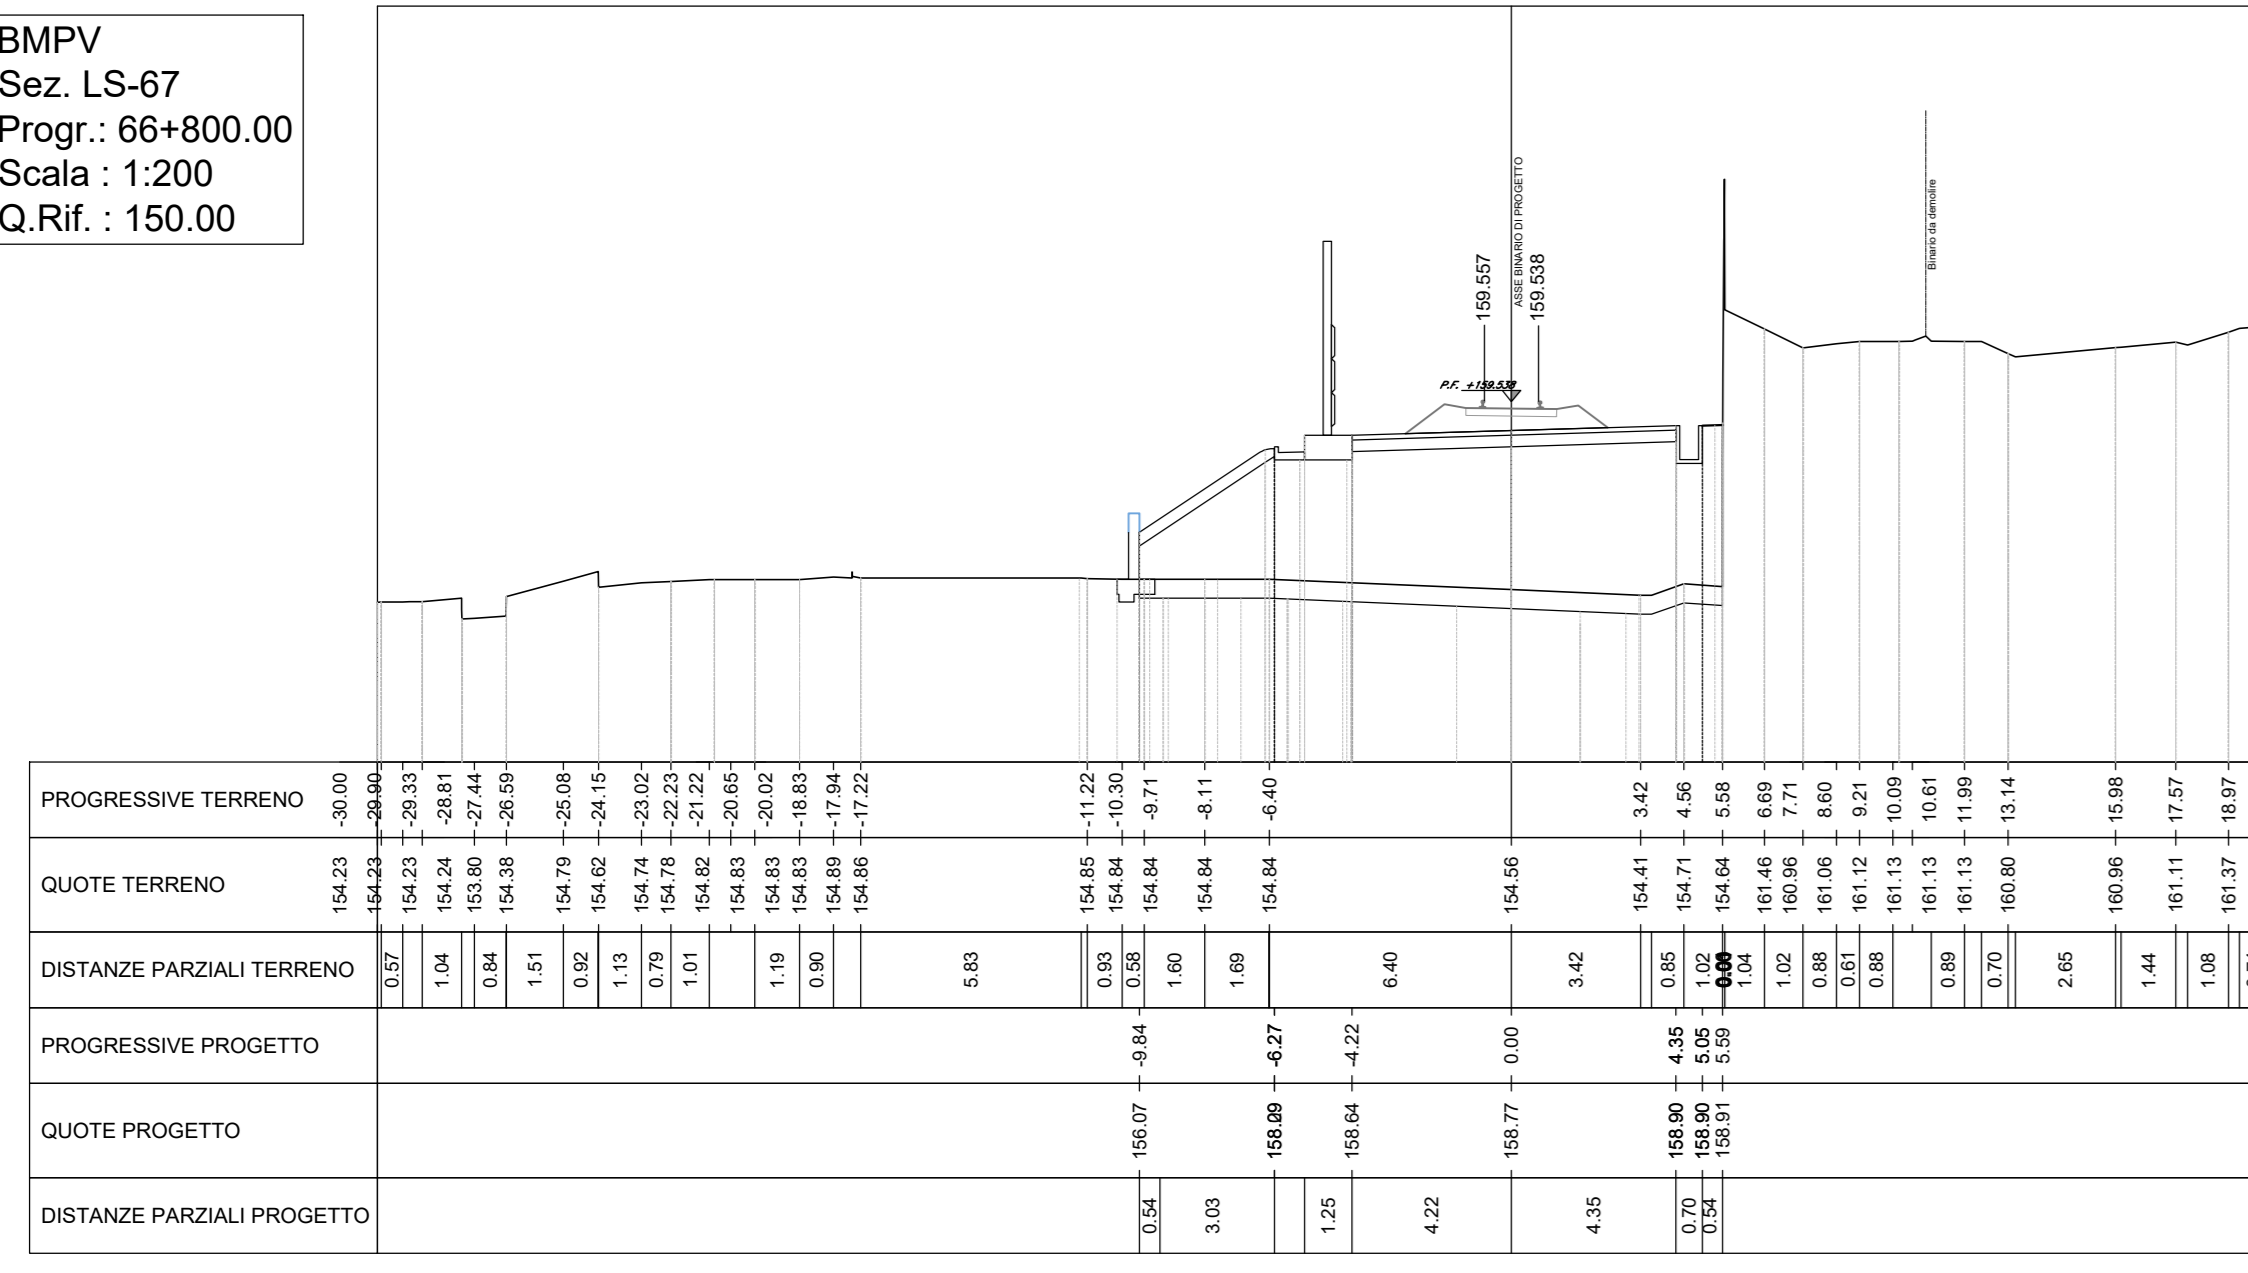 BMPV
Sez. LS-67
Progr.: 66+800.00
Scala : 1:200
Q.Rif. : 150.00
ASSE BINARIO DI PROGETTO
159.557
159.538
P.F. +159.538
Binario da demolire
PROGRESSIVE TERRENO -30.00 -29.90 -29.33 -28.81 -27.44 -26.59 -25.08 -24.15 -23.02 -22.23 -21.22 -20.65 -20.02 -18.83 -17.94 -17.22 -11.22 -10.30 -9.71 -8.11 -6.40 3.42 4.56 5.58 6.69 7.71 8.60 9.21 10.09 10.61 11.99 13.14 15.98 17.57 18.97
QUOTE TERRENO 154.23 154.23 154.23 154.24 153.80 154.38 154.79 154.62 154.74 154.78 154.82 154.83 154.83 154.83 154.89 154.86 154.85 154.84 154.84 154.84 154.84 154.56 154.41 154.71 154.64 161.46 160.96 161.06 161.12 161.13 161.13 161.13 160.80 160.96 161.11 161.37
DISTANZE PARZIALI TERRENO 0.57 1.04 0.84 1.51 0.92 1.13 0.79 1.01 1.19 0.90 5.83 0.93 0.58 1.60 1.69 6.40 3.42 0.85 1.02 1.04 1.02 0.88 0.61 0.88 0.89 0.70 2.65 1.44 1.08
PROGRESSIVE PROGETTO -9.84 -6.27 -4.22 0.00 4.35 5.05 5.59
QUOTE PROGETTO 156.07 158.64 158.77 158.90 158.90 158.91
DISTANZE PARZIALI PROGETTO 0.54 3.03 1.25 4.22 4.35 0.70 0.54